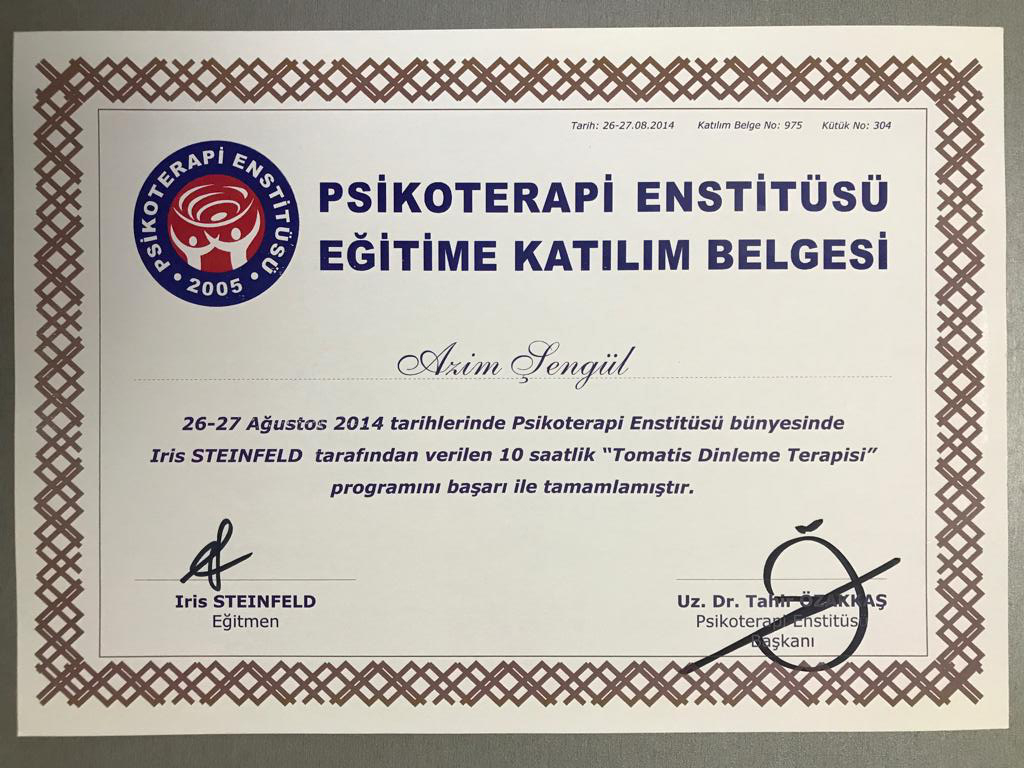 Tarih: 26-27.08.2014 Katılım Belge No: 975 Kütük No: 304
PSİKOTERAPİ ENSTİTÜSÜ
• 2005 •
PSİKOTERAPİ ENSTİTÜSÜ
EĞİTİME KATILIM BELGESİ
Azim Şengül
26-27 Ağustos 2014 tarihlerinde Psikoterapi Enstitüsü bünyesinde
Iris STEINFELD tarafından verilen 10 saatlik “Tomatis Dinleme Terapisi”
programını başarı ile tamamlamıştır.
Iris STEINFELD
Eğitmen
Uz. Dr. Tahir ÖZAKKAŞ
Psikoterapi Enstitüsü
Başkanı